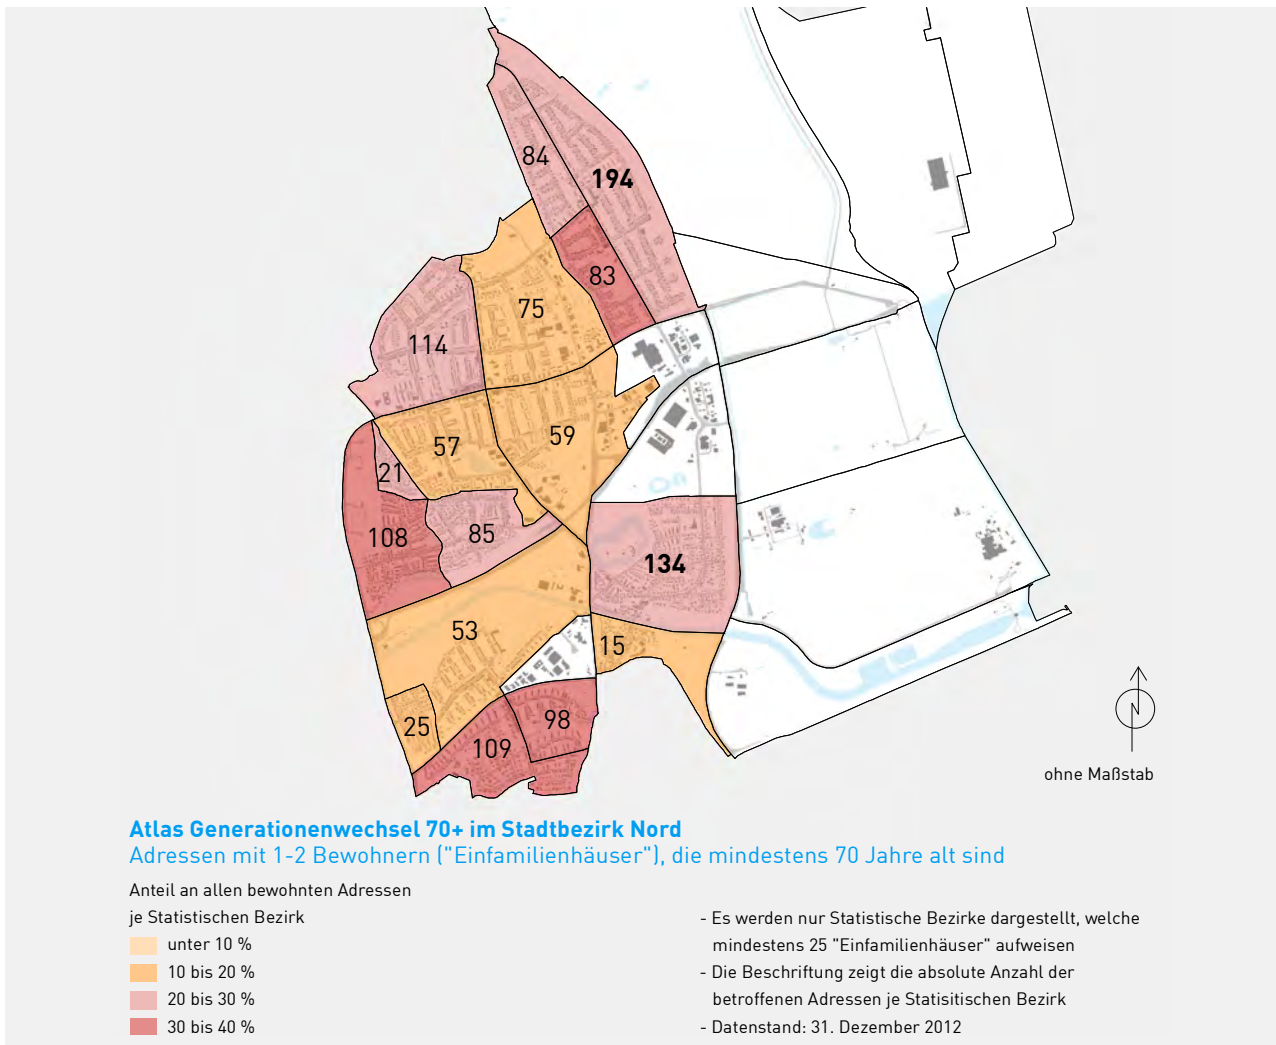 84
194
83
75
114
59
57
21
108
85
134
53
15
25
98
109
ohne Maßstab
Atlas Generationenwechsel 70+ im Stadtbezirk Nord
Adressen mit 1-2 Bewohnern ("Einfamilienhäuser"), die mindestens 70 Jahre alt sind
Anteil an allen bewohnten Adressen
je Statistischen Bezirk
unter 10 %
10 bis 20 %
20 bis 30 %
30 bis 40 %
- Es werden nur Statistische Bezirke dargestellt, welche
mindestens 25 "Einfamilienhäuser" aufweisen
- Die Beschriftung zeigt die absolute Anzahl der
betroffenen Adressen je Statisitischen Bezirk
- Datenstand: 31. Dezember 2012